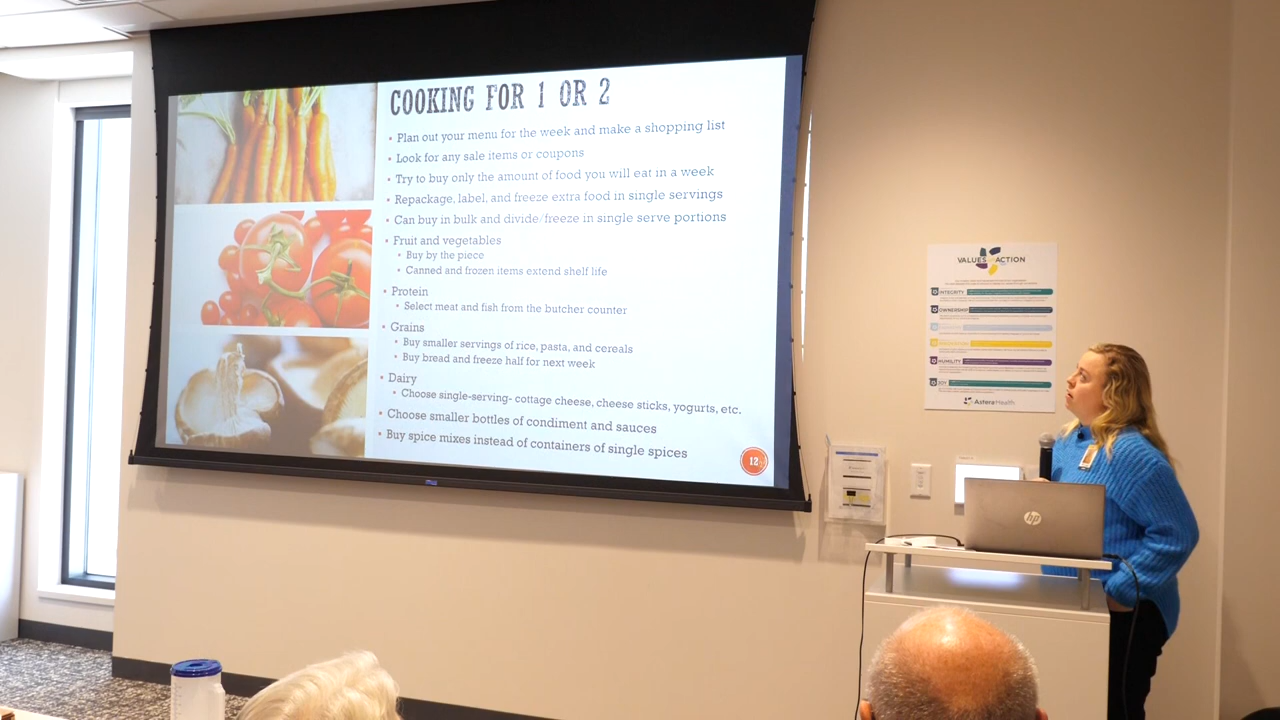 COOKING FOR 1 OR 2
Plan out your menu for the week and make a shopping list
Look for any sale items or coupons
Try to buy only the amount of food you will eat in a week
Repackage, label, and freeze extra food in single servings
Can buy in bulk and divide/freeze in single serve portions
Fruit and vegetables
Buy by the piece
Canned and frozen items extend shelf life
Protein
Select meat and fish from the butcher counter
Grains
Buy smaller servings of rice, pasta, and cereals
Buy bread and freeze half for next week
Dairy
Choose single-serving- cottage cheese, cheese sticks, yogurts, etc.
Choose smaller bottles of condiment and sauces
Buy spice mixes instead of containers of single spices
12
VALUES ACTION
INTEGRITY
OWNERSHIP
HUMILITY
JOY
Astera Health
hp